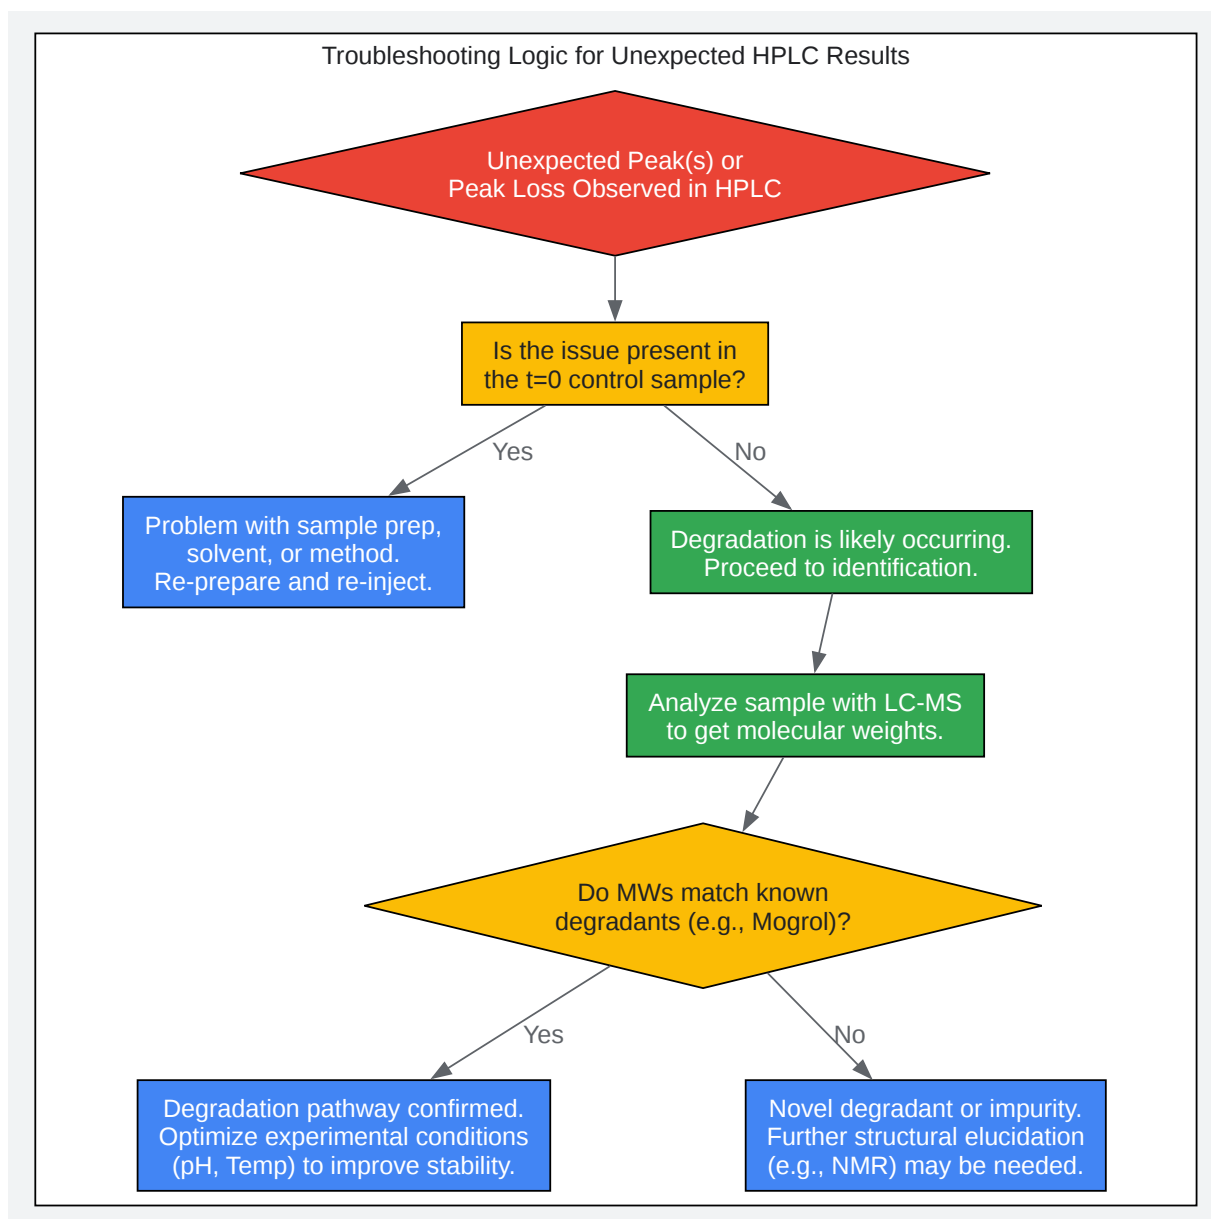 Troubleshooting Logic for Unexpected HPLC Results
Unexpected Peak(s) or
Peak Loss Observed in HPLC
Is the issue present in
the t=0 control sample?
Yes
No
Problem with sample prep,
solvent, or method.
Re-prepare and re-inject.
Degradation is likely occurring.
Proceed to identification.
Analyze sample with LC-MS
to get molecular weights.
Do MWs match known
degradants (e.g., Mogrol)?
Yes
No
Degradation pathway confirmed.
Optimize experimental conditions
(pH, Temp) to improve stability.
Novel degradant or impurity.
Further structural elucidation
(e.g., NMR) may be needed.